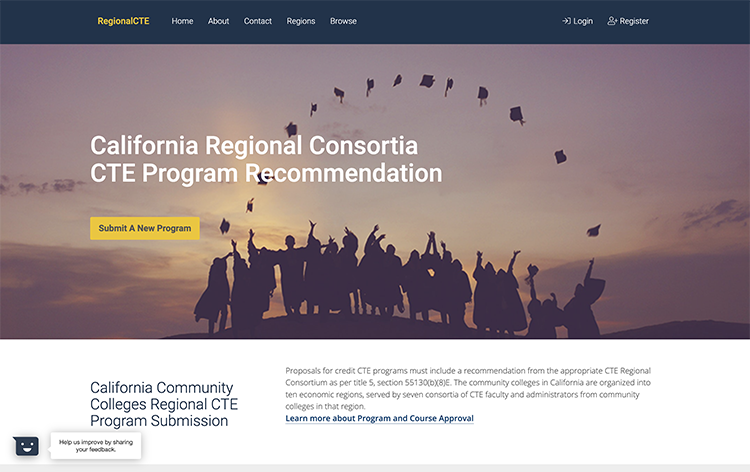 RegionalCTE Home About Contact Regions Browse Login Register
California Regional Consortia
CTE Program Recommendation
Submit A New Program
California Community
Colleges Regional CTE
Program Submission
Proposals for credit CTE programs must include a recommendation from the appropriate CTE Regional
Consortium as per title 5, section 55130(b)(8)E. The community colleges in California are organized into
ten economic regions, served by seven consortia of CTE faculty and administrators from community
colleges in that region.
Learn more about Program and Course Approval
Help us improve by sharing
your feedback.